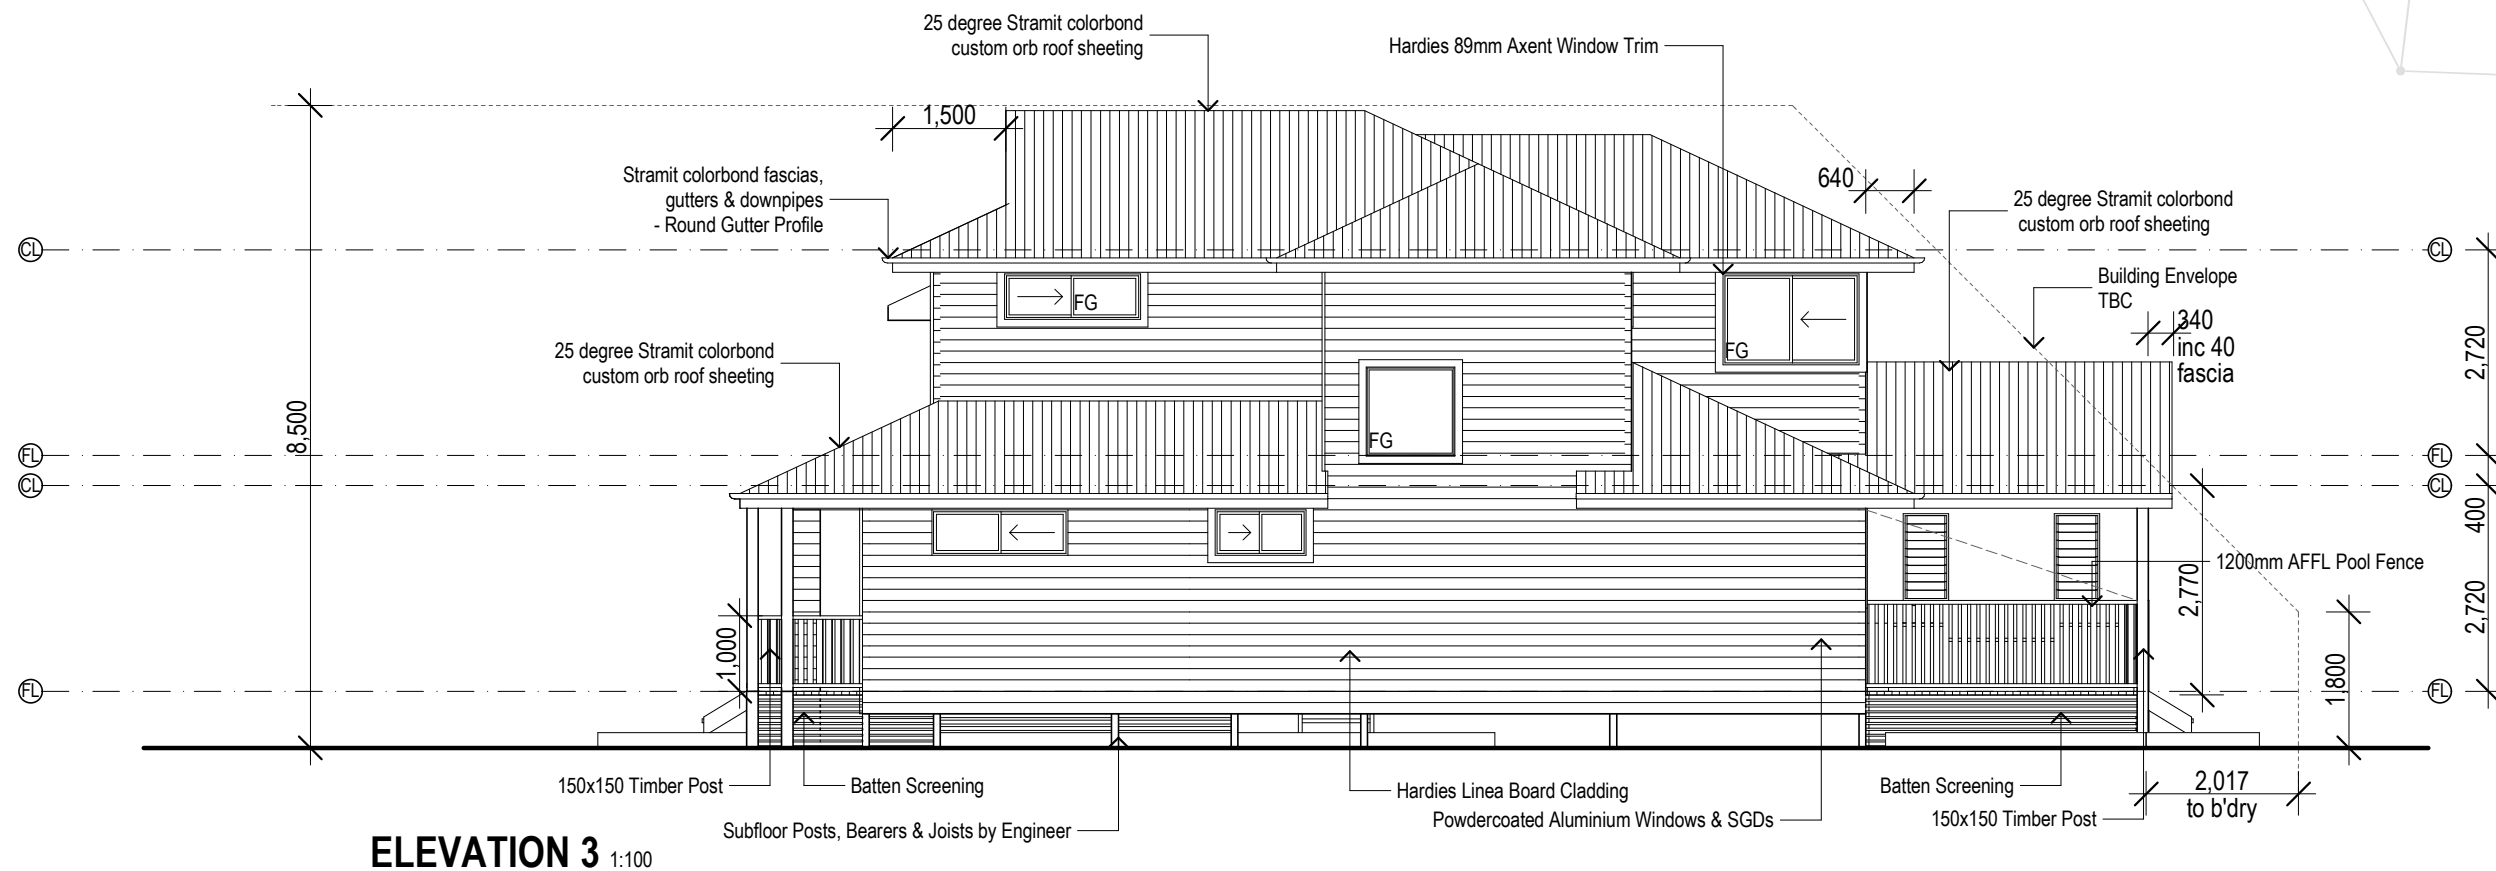 25 degree Stramit colorbond
custom orb roof sheeting
Hardies 89mm Axent Window Trim
1,500
Stramit colorbond fascias,
gutters & downpipes
- Round Gutter Profile
640
25 degree Stramit colorbond
custom orb roof sheeting
CL
CL
Building Envelope
TBC
340
inc 40
fascia
FG
FG
2,720
25 degree Stramit colorbond
custom orb roof sheeting
8,500
FG
FL
FL
CL
CL
400
1200mm AFFL Pool Fence
2,770
2,720
1,000
1,800
FL
FL
150x150 Timber Post
Batten Screening
Hardies Linea Board Cladding
Batten Screening
2,017
to b'dry
Subfloor Posts, Bearers & Joists by Engineer
Powdercoated Aluminium Windows & SGDs
150x150 Timber Post
ELEVATION 3 1:100